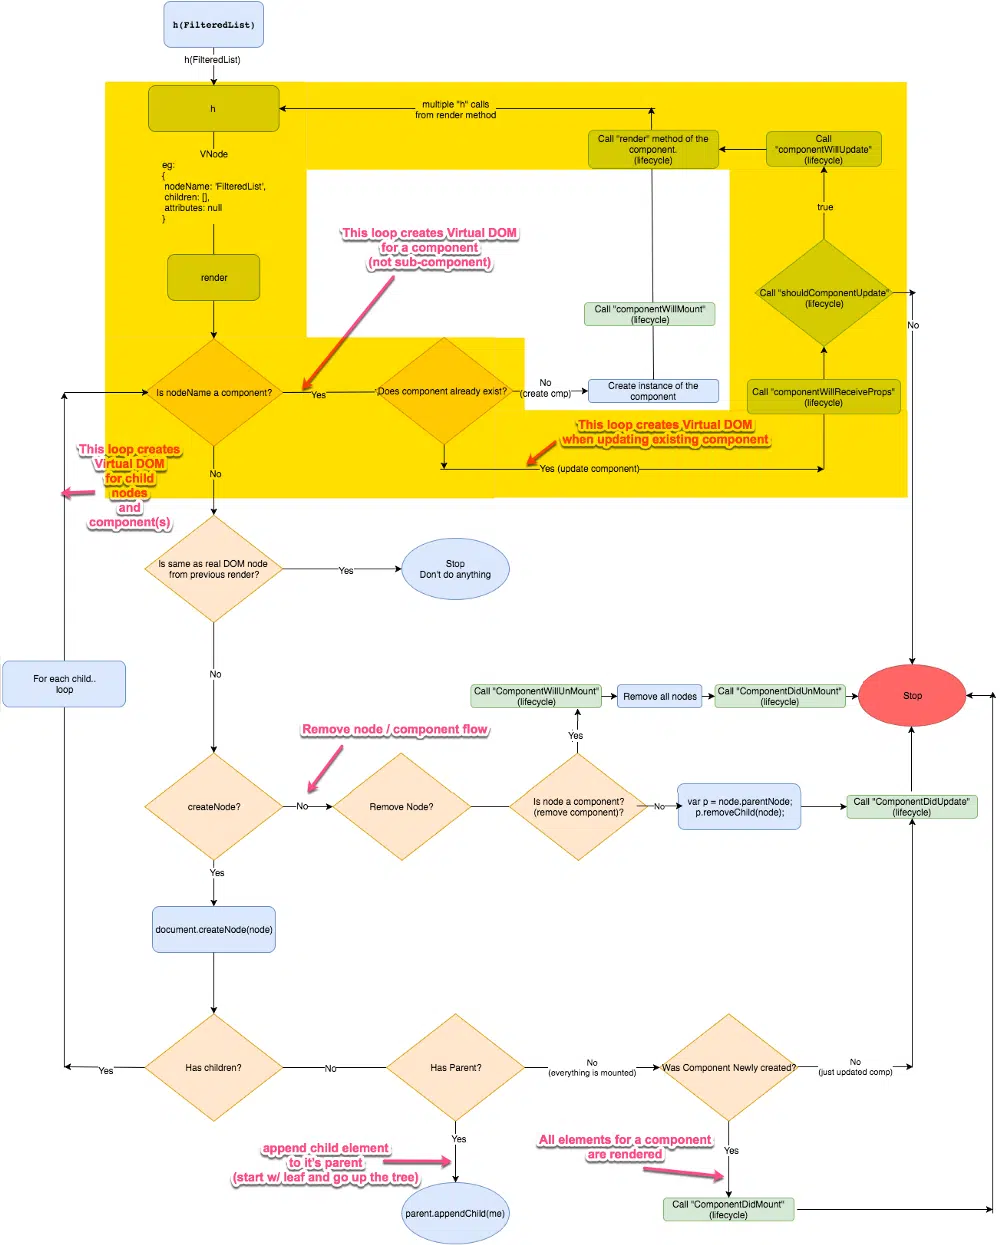 h(FilteredList)
h(FilteredList)
h
multiple "h" calls
from render method
Call "render" method of the
component.
(lifecycle)
Call
"componentWillUpdate"
(lifecycle)
VNode
eg:
{
nodeName: 'FilteredList',
children: [],
attributes: null
}
true
This loop creates Virtual DOM
for a component
(not sub-component)
render
Call "shouldComponentUpdate"
(lifecycle)
No
Call "componentWillMount"
(lifecycle)
Is nodeName a component?
Yes
Does component already exist?
No
(create cmp)
Create instance of the
component
Call "componentWillReceiveProps"
(lifecycle)
This loop creates Virtual DOM
when updating existing component
Yes (update component)
This loop creates
Virtual DOM
for child
nodes
and
component(s)
No
Is same as real DOM node
from previous render?
Yes
Stop
Don't do anything
No
For each child..
loop
Call "ComponentWillUnMount"
(lifecycle)
Remove all nodes
Call "ComponentDidUnMount"
(lifecycle)
Stop
Remove node / component flow
Yes
createNode?
No
Remove Node?
Is node a component?
(remove component)?
No
var p = node.parentNode;
p.removeChild(node);
Call "ComponentDidUpdate"
(lifecycle)
Yes
document.createNode(node)
Has children?
Yes
No
Has Parent?
No
(everything is mounted)
Was Component Newly created?
No
(just updated comp)
Yes
append child element
to it's parent
(start w/ leaf and go up the tree)
All elements for a component
are rendered
Yes
parent.appendChild(me)
Call "ComponentDidMount"
(lifecycle)